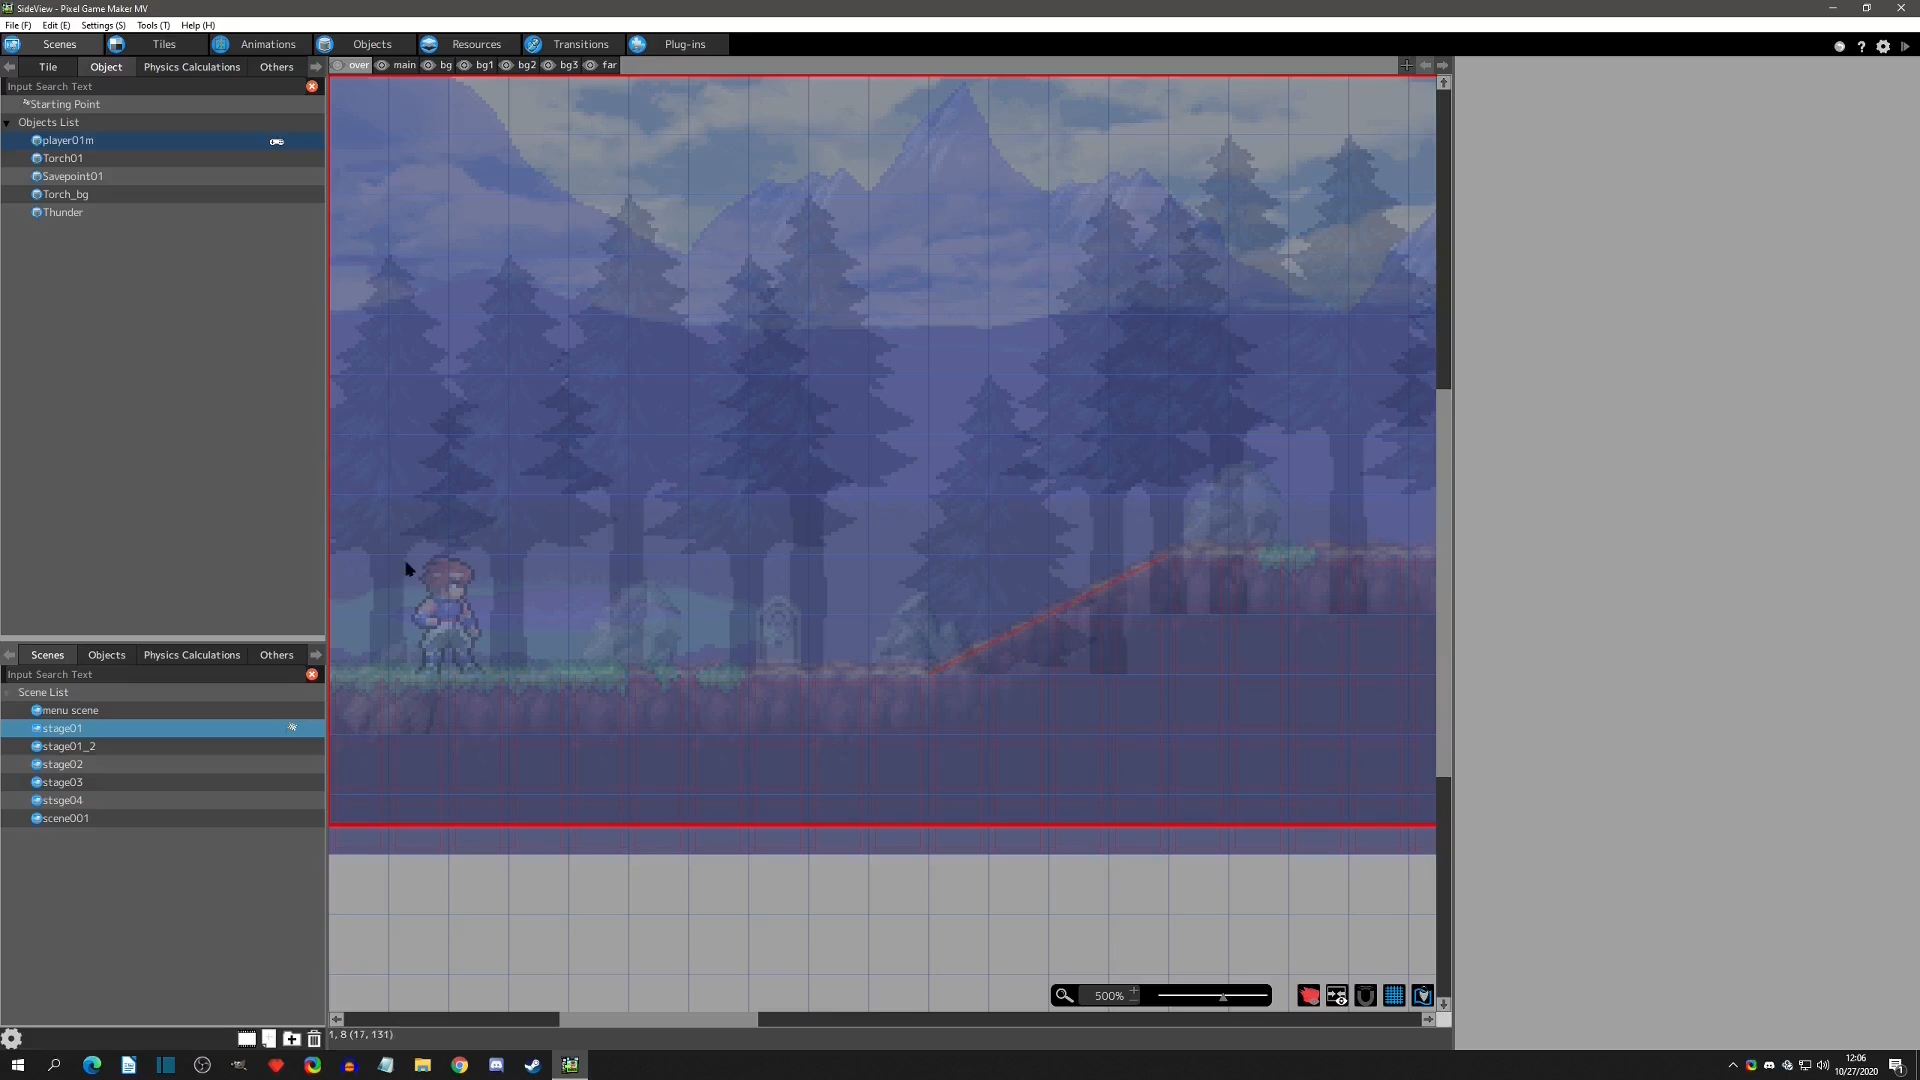 SideView - Pixel Game Maker MV
File (F) Edit (E) Settings (S) Tools (T) Help (H)
Scenes Tiles Animations Objects Resources Transitions Plug-ins
Tile Object Physics Calculations Others
over main bg bg1 bg2 bg3 far
Input Search Text
Starting Point
Objects List
player01m
Torch01
Savepoint01
Torch_bg
Thunder
Scenes Objects Physics Calculations Others
Input Search Text
Scene List
menu scene
stage01
stage01_2
stage02
stage03
stsge04
scene001
500%
1, 8 (17, 131)
12:06
10/27/2020